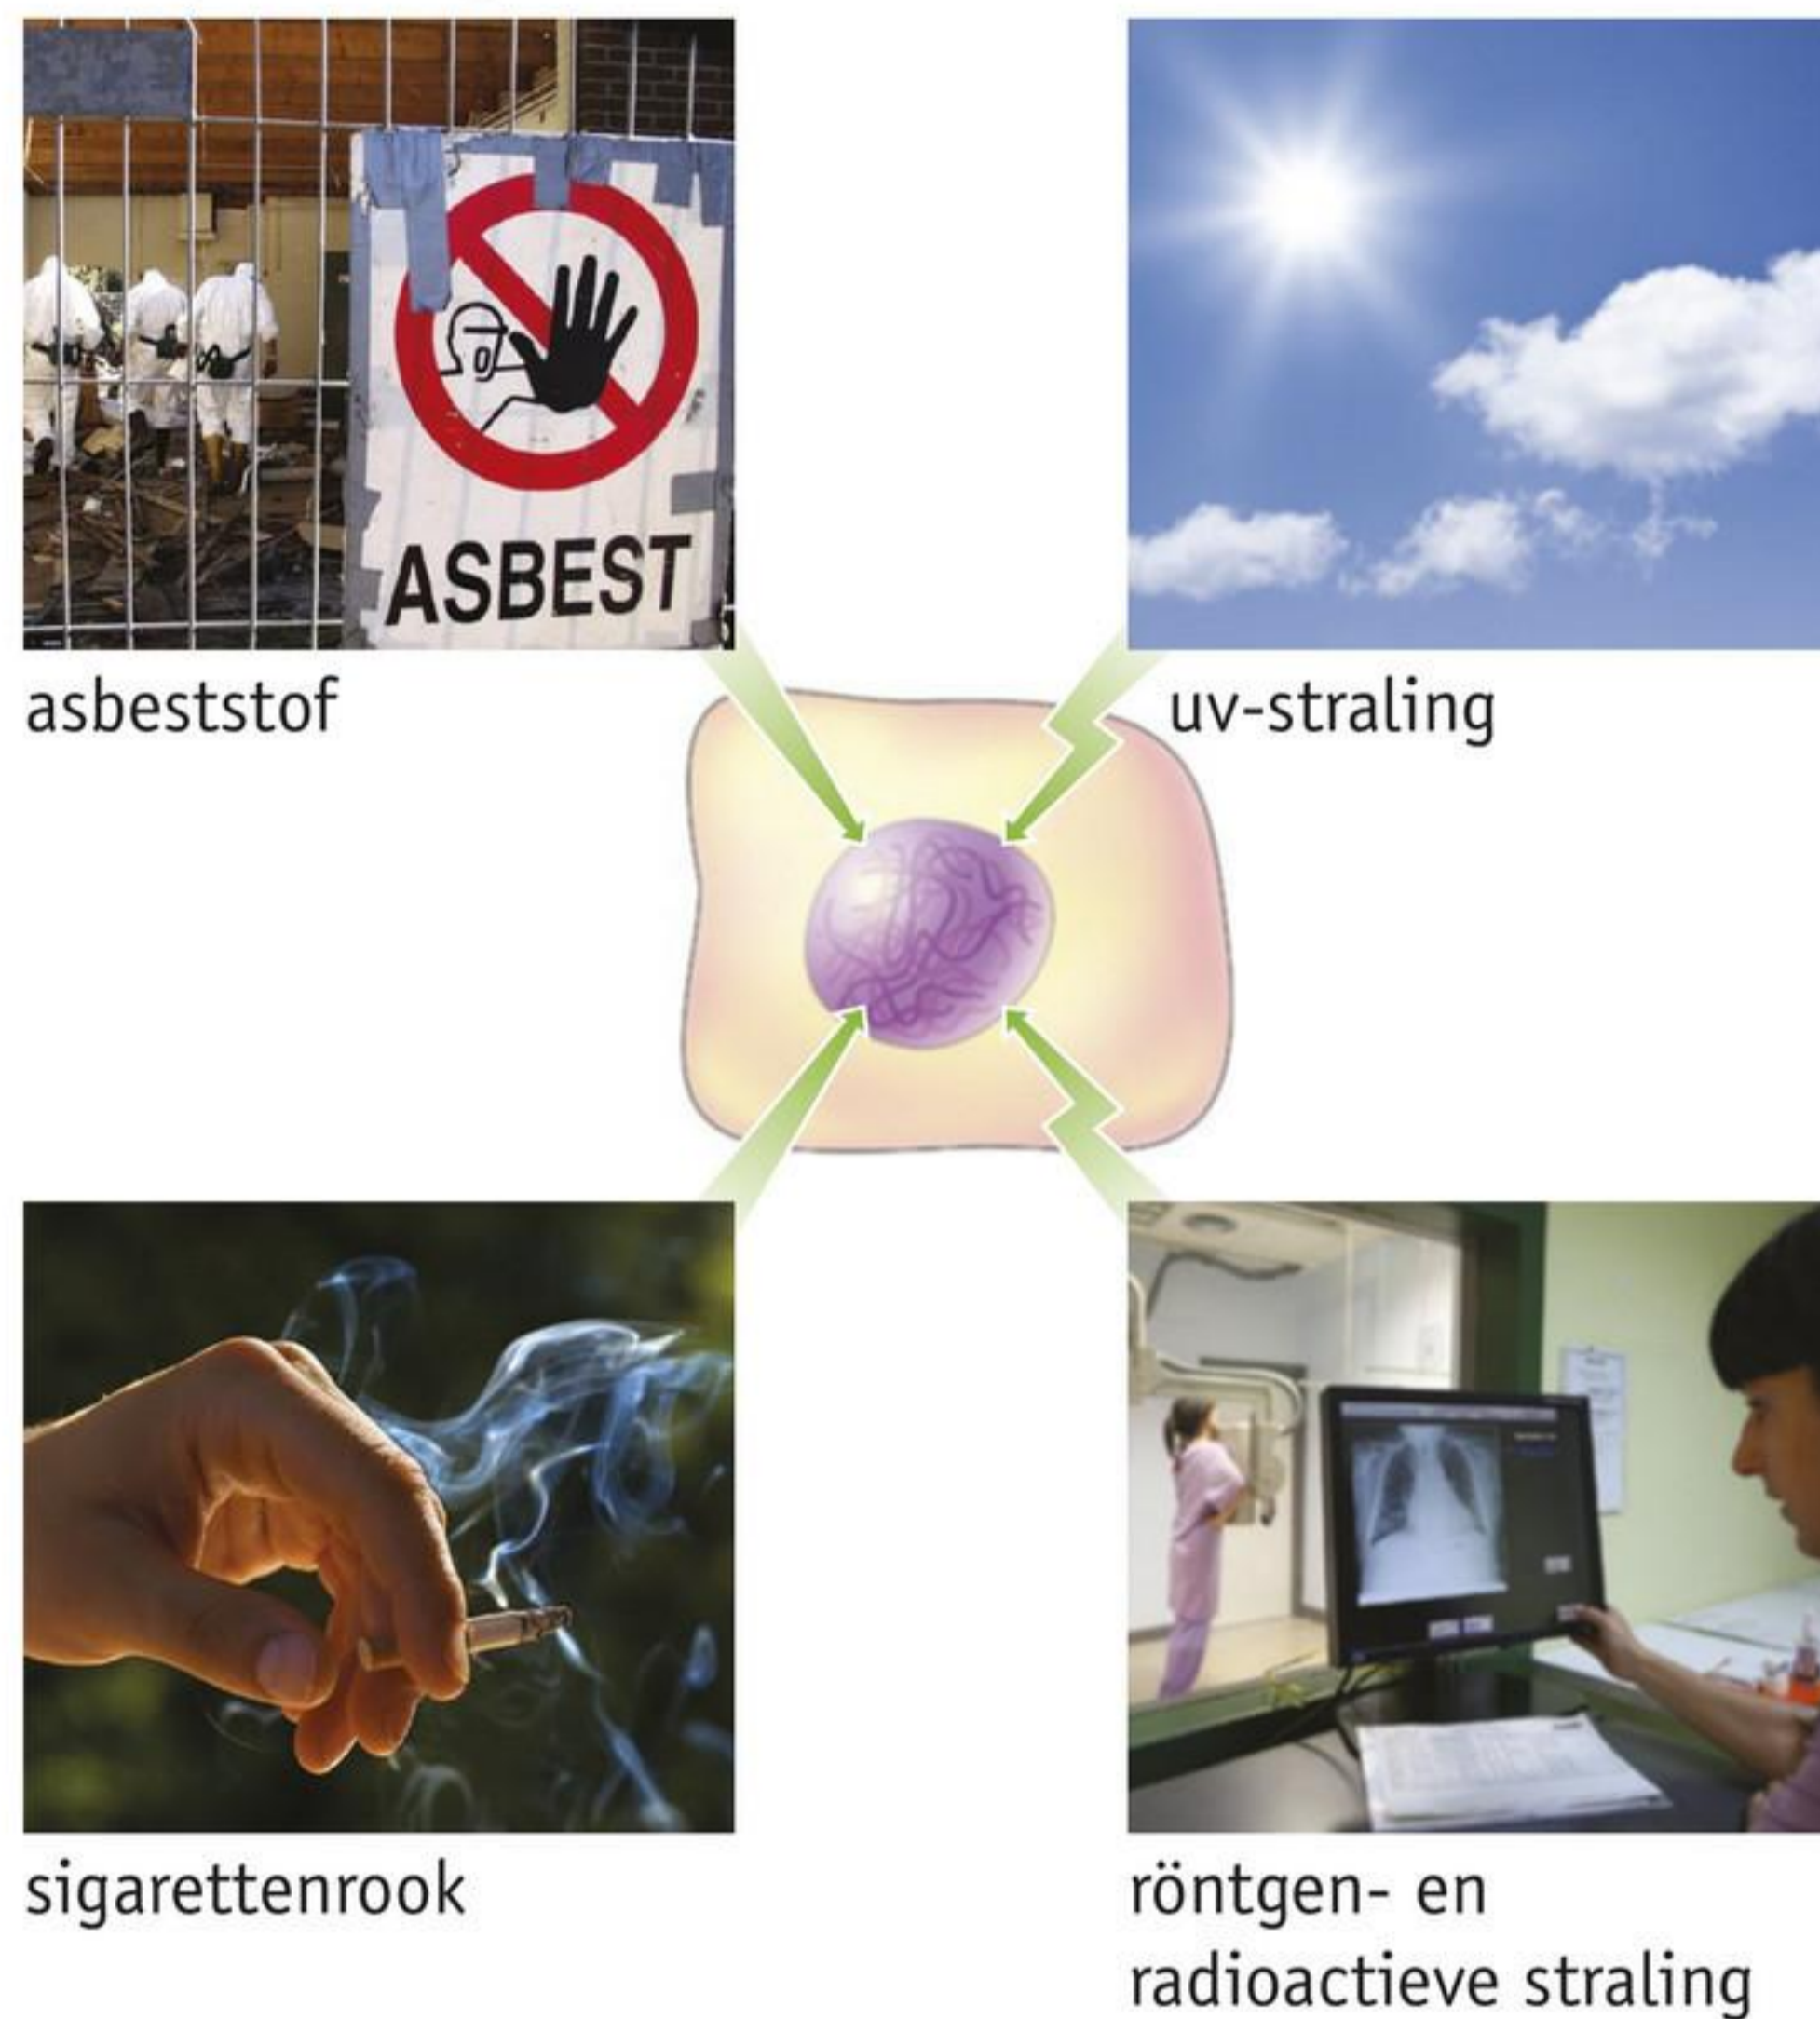 ASBEST
asbeststof
uv-straling
sigarettenrook
röntgen- en
radioactieve straling